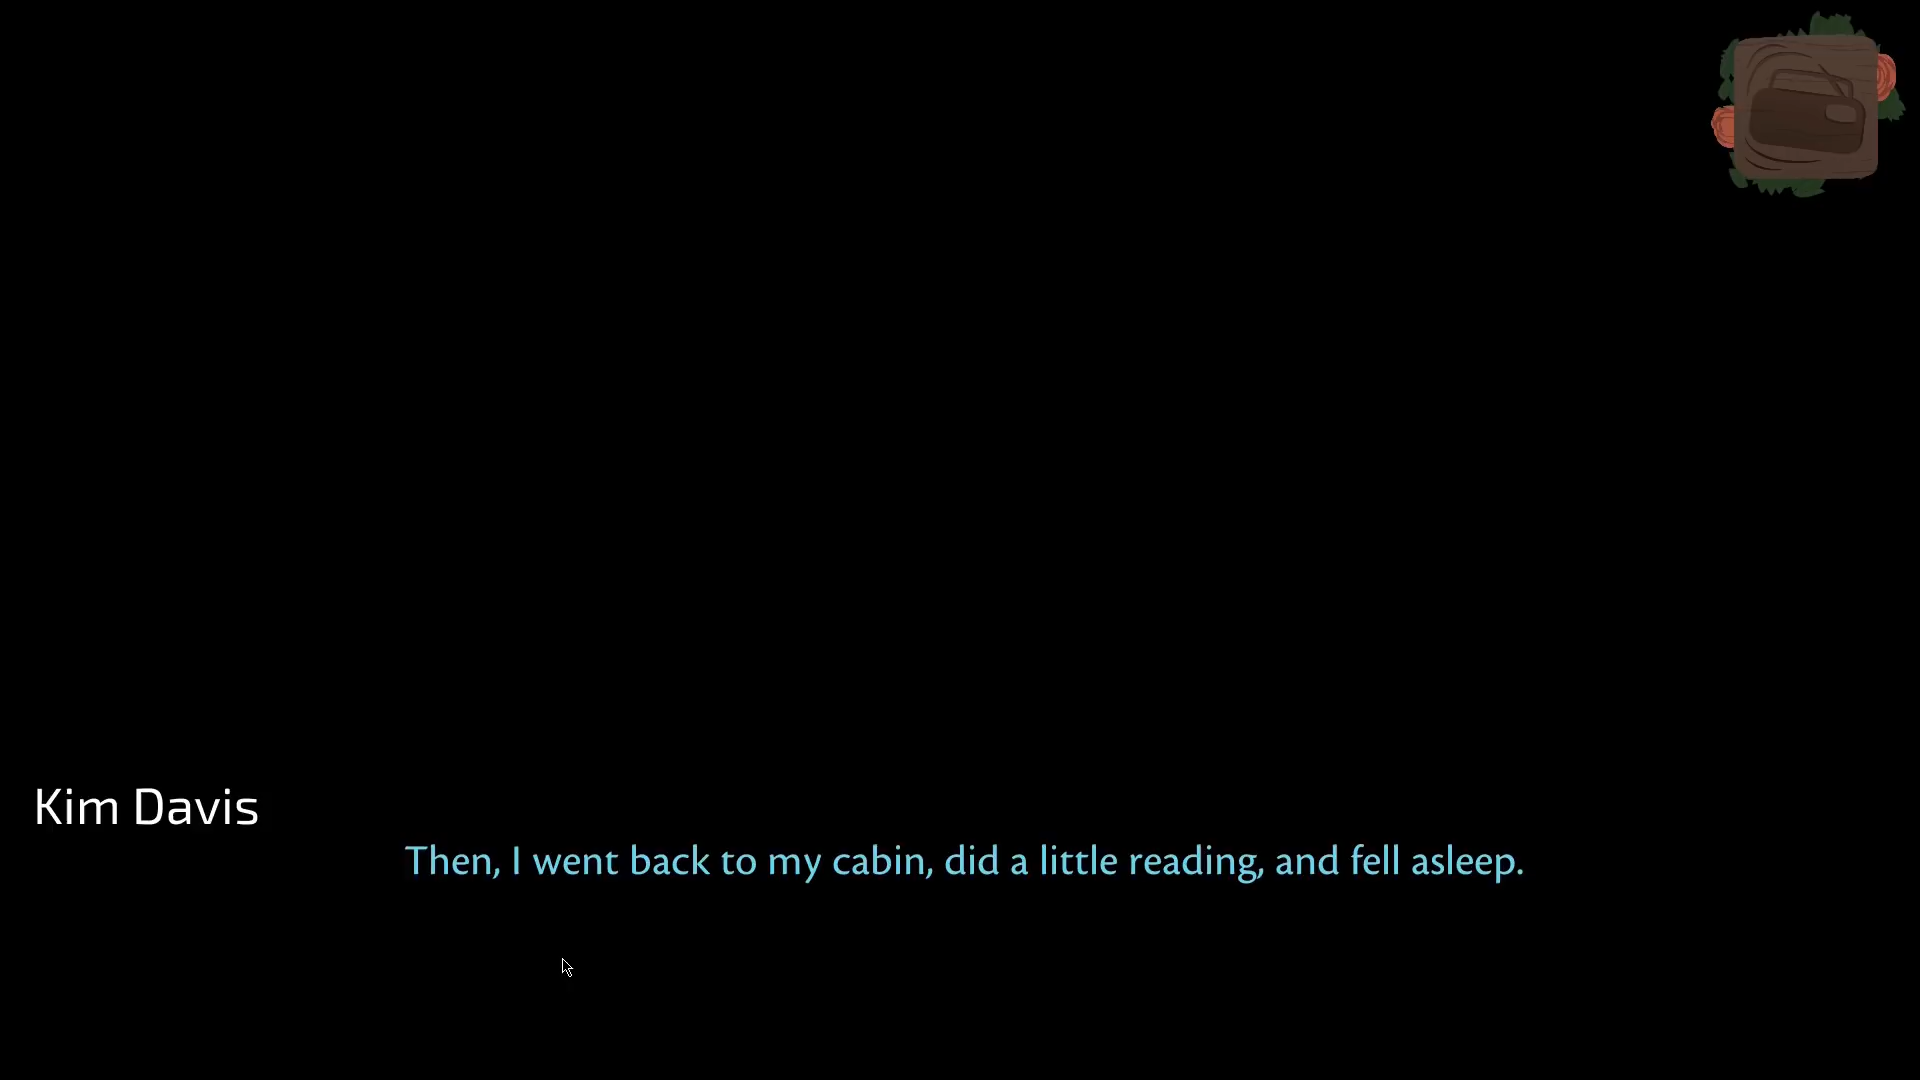 Kim Davis
Then, I went back to my cabin, did a little reading, and fell asleep.